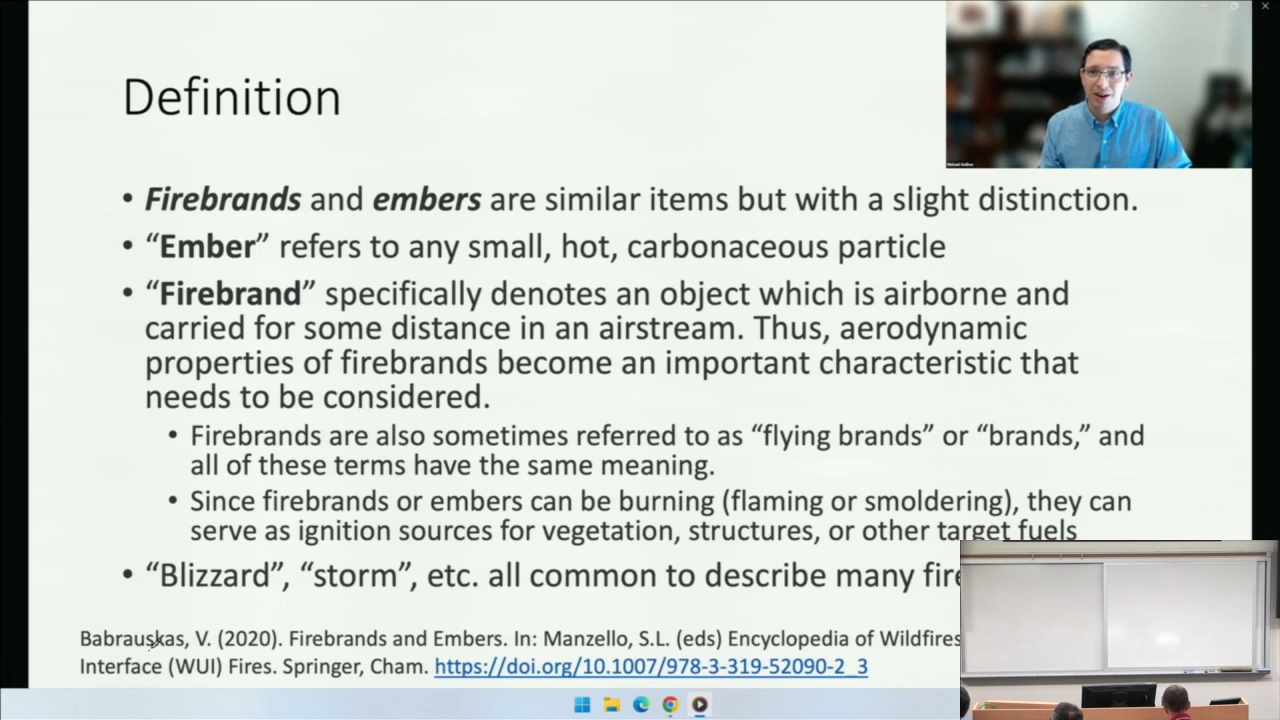 Definition
• Firebrands and embers are similar items but with a slight distinction.
• “Ember” refers to any small, hot, carbonaceous particle
• “Firebrand” specifically denotes an object which is airborne and
carried for some distance in an airstream. Thus, aerodynamic
properties of firebrands become an important characteristic that
needs to be considered.
• Firebrands are also sometimes referred to as “flying brands” or “brands,” and
all of these terms have the same meaning.
• Since firebrands or embers can be burning (flaming or smoldering), they can
serve as ignition sources for vegetation, structures, or other target fuels
• “Blizzard”, “storm”, etc. all common to describe many fire
Babrauskas, V. (2020). Firebrands and Embers. In: Manzello, S.L. (eds) Encyclopedia of Wildfires
Interface (WUI) Fires. Springer, Cham. https://doi.org/10.1007/978-3-319-52090-2_3